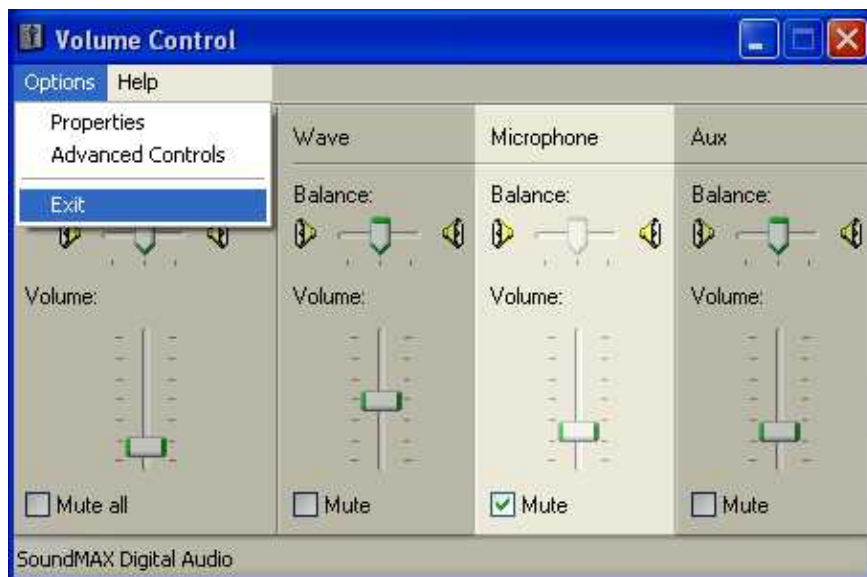 Volume Control
Options Help
Properties
Advanced Controls
Exit
Wave Microphone Aux
Balance: Balance: Balance:
Volume: Volume: Volume: Volume:
Mute all Mute Mute Mute
SoundMAX Digital Audio